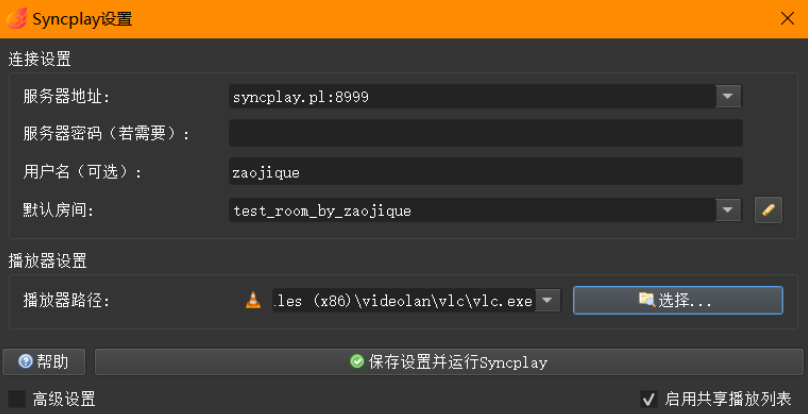 Syncplay设置
连接设置
服务器地址: syncplay.pl:8999
服务器密码（若需要）:
用户名（可选）: zaojique
默认房间: test_room_by_zaojique
播放器设置
播放器路径: .les (x86)\videolan\vlc\vlc.exe 选择...
帮助 保存设置并运行Syncplay
高级设置 启用共享播放列表